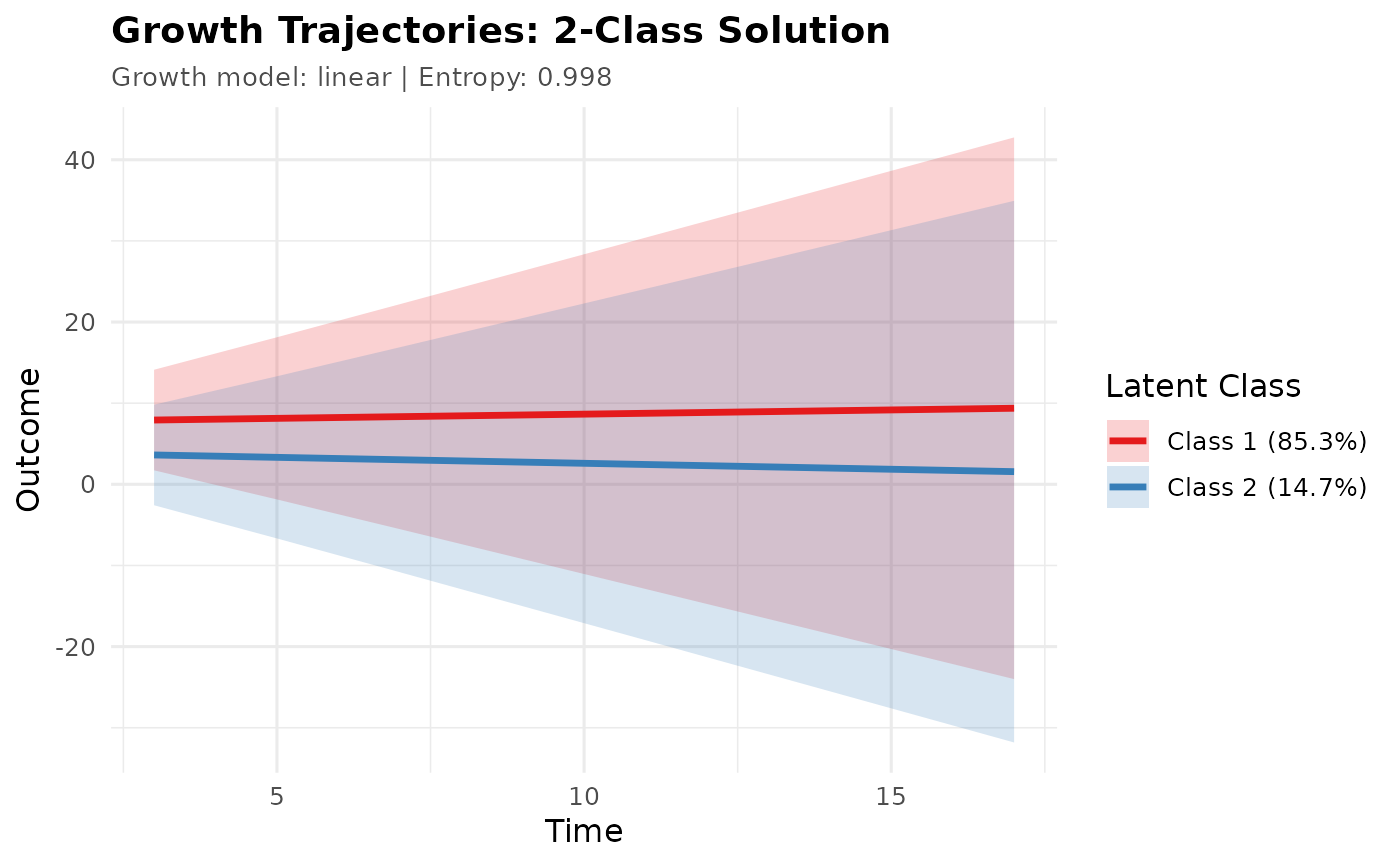 Growth Trajectories: 2-Class Solution
Growth model: linear | Entropy: 0.998
40
20
0
-20
Outcome
5
10
15
Time
Latent Class
Class 1 (85.3%)
Class 2 (14.7%)